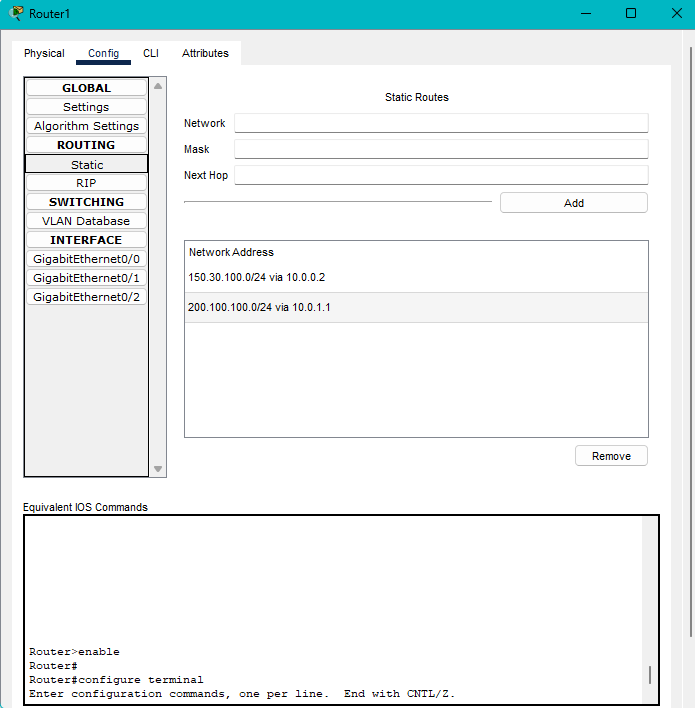 Router1
Physical Config CLI Attributes
GLOBAL
Settings
Algorithm Settings
ROUTING
Static
RIP
SWITCHING
VLAN Database
INTERFACE
GigabitEthernet0/0
GigabitEthernet0/1
GigabitEthernet0/2
Static Routes
Network
Mask
Next Hop
Add
Network Address
150.30.100.0/24 via 10.0.0.2
200.100.100.0/24 via 10.0.1.1
Remove
Equivalent IOS Commands
Router>enable
Router#
Router#configure terminal
Enter configuration commands, one per line.  End with CNTL/Z.